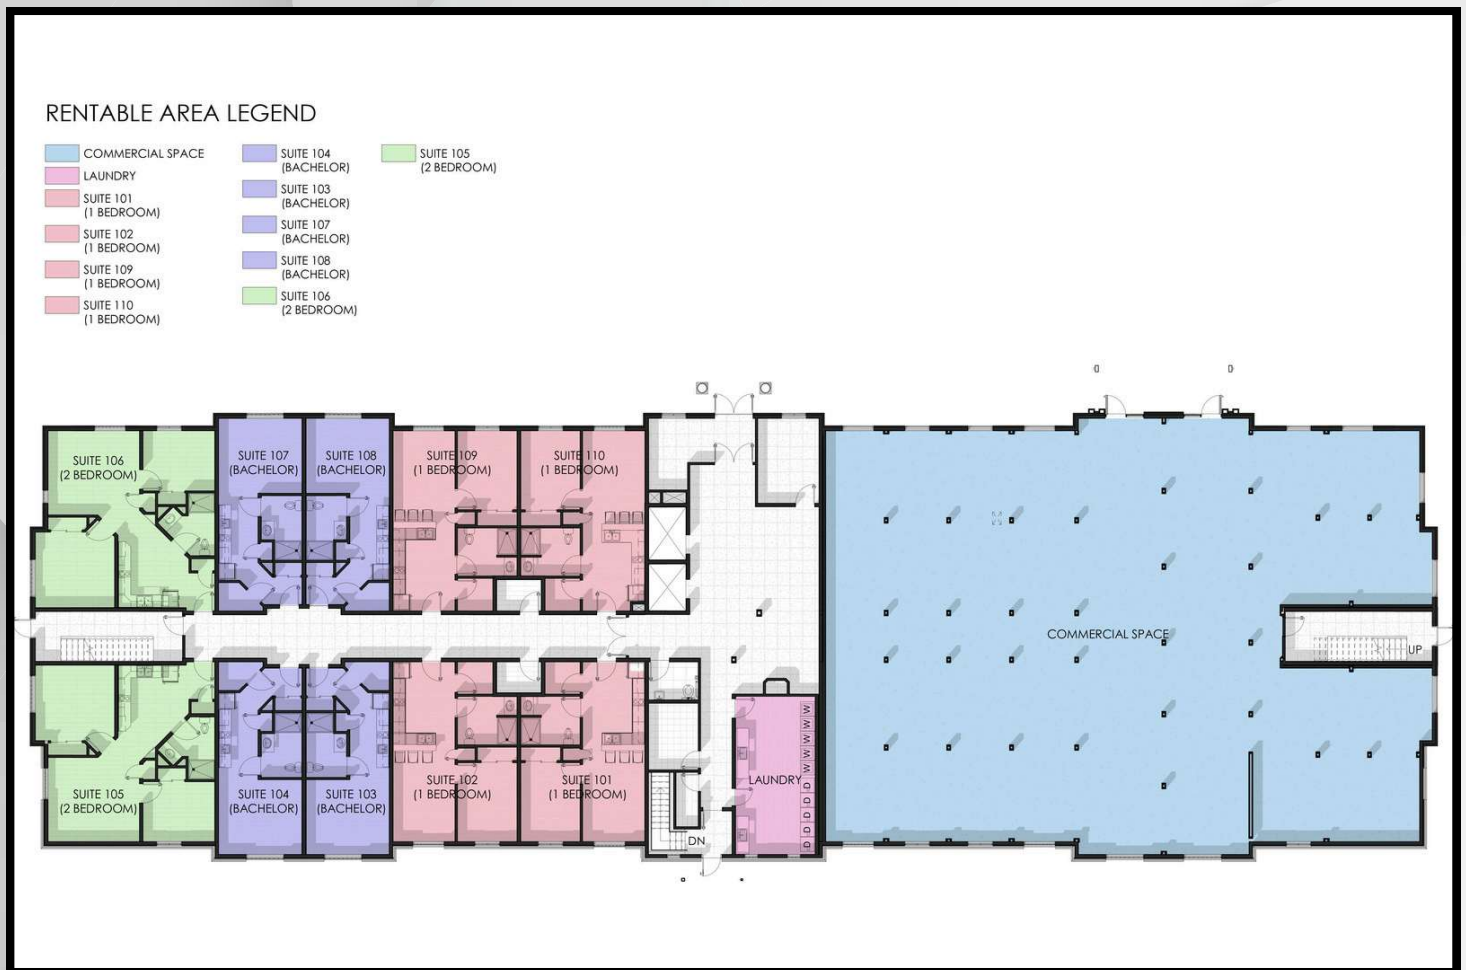 RENTABLE AREA LEGEND
COMMERCIAL SPACE
LAUNDRY
SUITE 101
(1 BEDROOM)
SUITE 102
(1 BEDROOM)
SUITE 109
(1 BEDROOM)
SUITE 110
(1 BEDROOM)
SUITE 104
(BACHELOR)
SUITE 103
(BACHELOR)
SUITE 107
(BACHELOR)
SUITE 108
(BACHELOR)
SUITE 106
(2 BEDROOM)
SUITE 105
(2 BEDROOM)
SUITE 106
(2 BEDROOM)
SUITE 107
(BACHELOR)
SUITE 108
(BACHELOR)
SUITE 109
(1 BEDROOM)
SUITE 110
(1 BEDROOM)
COMMERCIAL SPACE
UP
SUITE 105
(2 BEDROOM)
SUITE 104
(BACHELOR)
SUITE 103
(BACHELOR)
SUITE 102
(1 BEDROOM)
SUITE 101
(1 BEDROOM)
DN
LAUNDRY
W
W
W
W
W
D
D
D
D
D